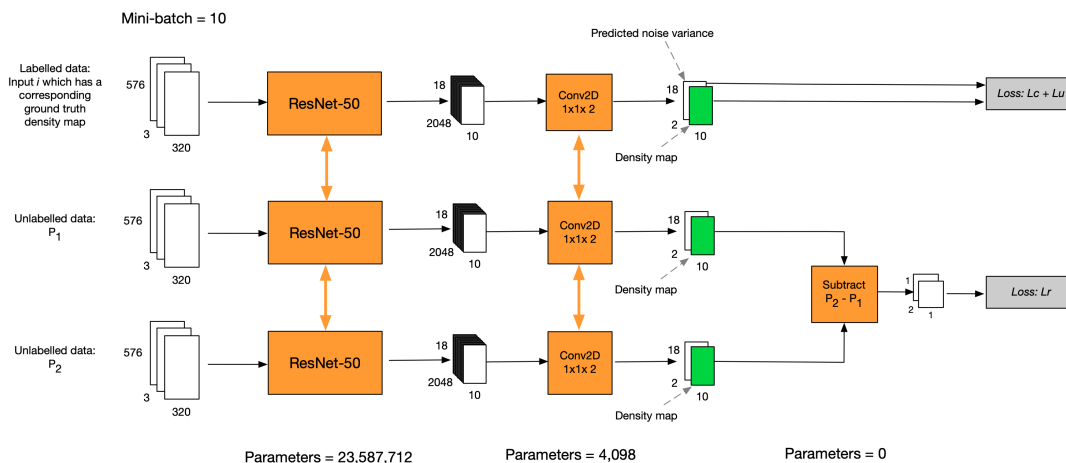 Mini-batch = 10
Labelled data:
Input i which has a
corresponding
ground truth
density map
576
3
320
ResNet-50
18
2048
10
Conv2D
1x1x 2
Predicted noise variance
18
2
10
Density map
Loss: Lc + Lu
Unlabelled data:
P1
576
3
320
ResNet-50
18
2048
10
Conv2D
1x1x 2
18
2
10
Density map
Subtract
P2 - P1
1
2
1
Loss: Lr
Unlabelled data:
P2
576
3
320
ResNet-50
18
2048
10
Conv2D
1x1x 2
18
2
10
Density map
Parameters = 23,587,712
Parameters = 4,098
Parameters = 0